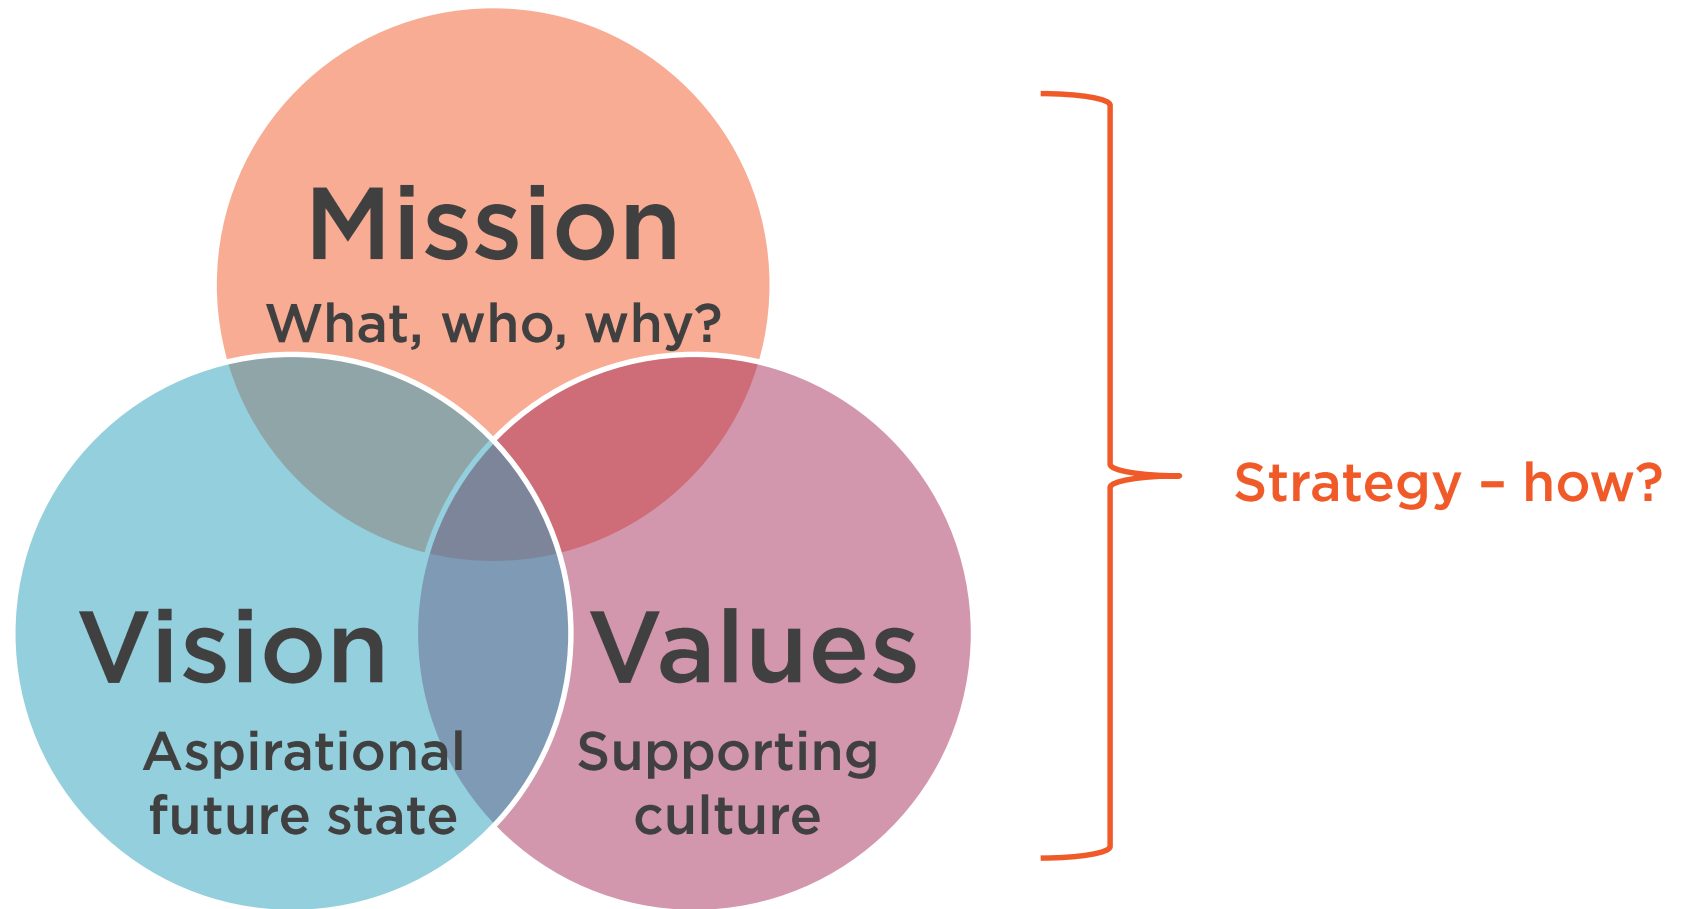 Mission
What, who, why?
Vision
Aspirational
future state
Values
Supporting
culture
Strategy – how?